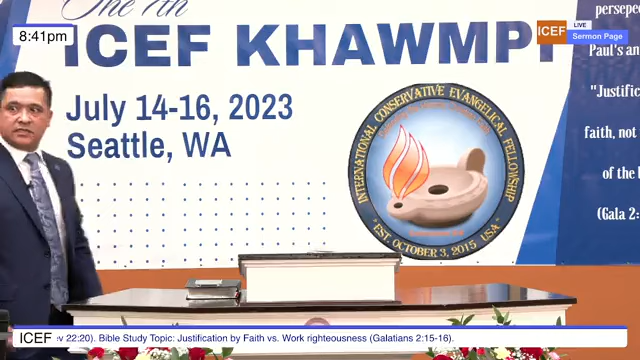 8:41pm
The 7th
ICEF KHAWMPI
July 14-16, 2023
Seattle, WA
INTERNATIONAL CONSERVATIVE EVANGELICAL FELLOWSHIP
* EST. OCTOBER 3, 2015 USA *
ICEF
LIVE
Sermon Page
Paul's an
"Justific
faith, not
of the
(Gala 2:
ICEF
v 22:20). Bible Study Topic: Justification by Faith vs. Work righteousness (Galatians 2:15-16).